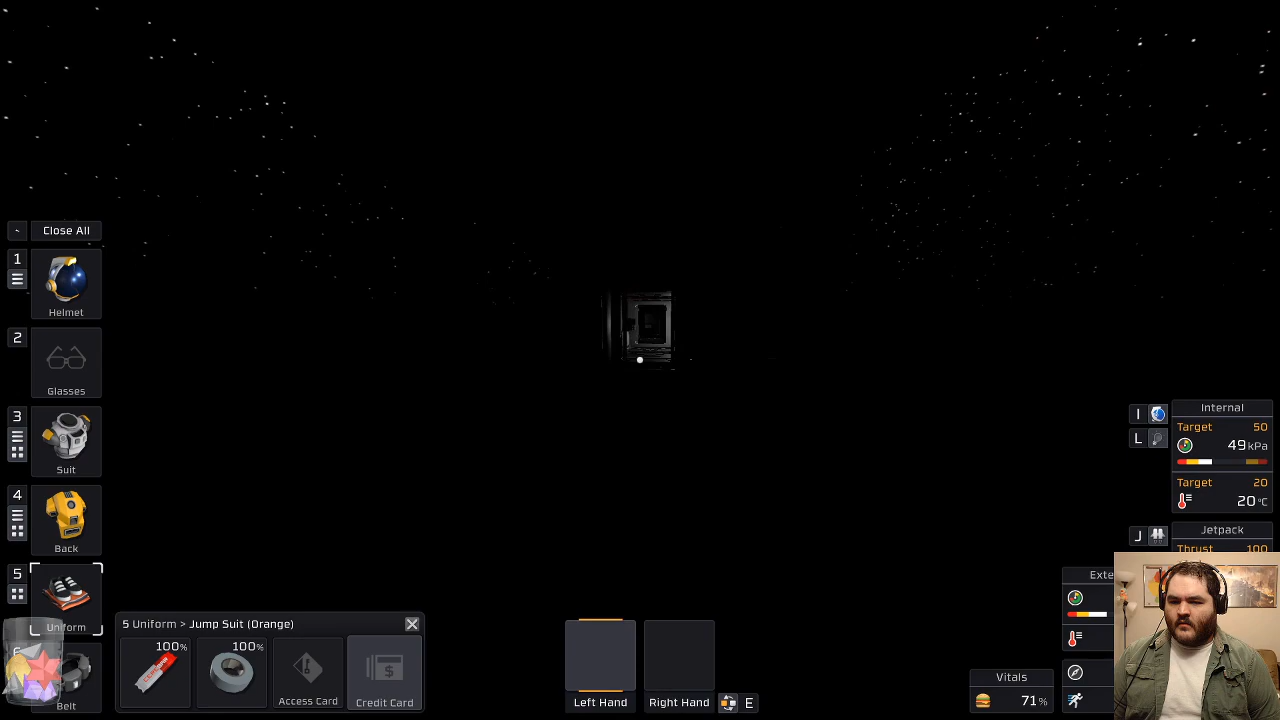 ~ Close All
1
Helmet
2
Glasses
3
Suit
4
Back
5
Uniform
Belt
5 Uniform > Jump Suit (Orange)
100%
100%
Access Card
Credit Card
Left Hand
Right Hand
E
I
L
Internal
Target 50
49 kPa
Target 20
20 °C
J
Jetpack
Thrust 100
Exte
Vitals
71 %